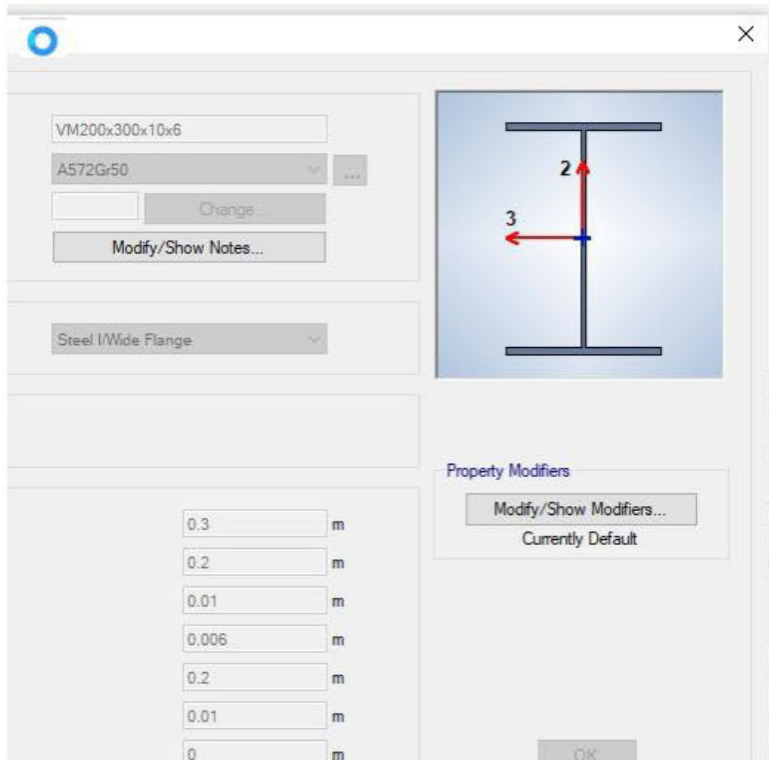 VM200x300x10x6
A572Gr50
...
Change...
Modify/Show Notes...
2
3
Steel I/Wide Flange
Property Modifiers
Modify/Show Modifiers...
Currently Default
0.3 m
0.2 m
0.01 m
0.006 m
0.2 m
0.01 m
0 m
OK